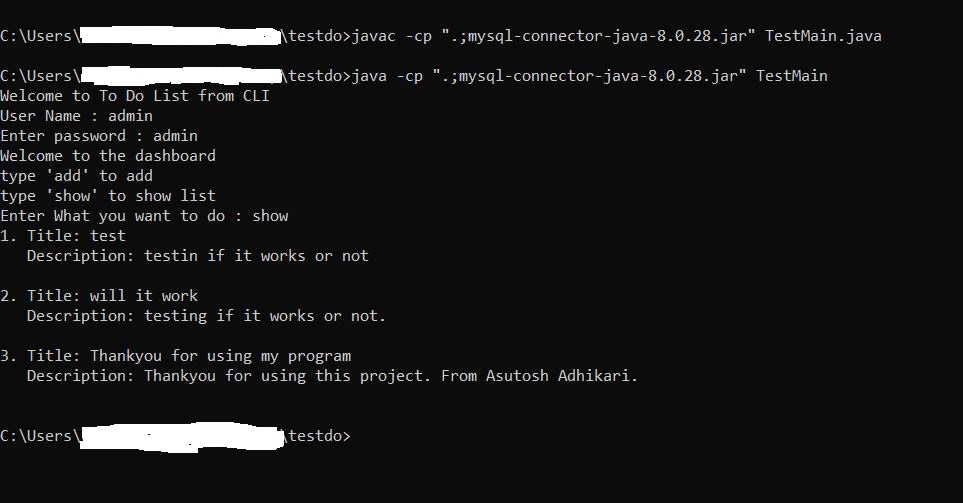 C:\Users\ \testdo>javac -cp ".;mysql-connector-java-8.0.28.jar" TestMain.java
C:\Users\ \testdo>java -cp ".;mysql-connector-java-8.0.28.jar" TestMain
Welcome to To Do List from CLI
User Name : admin
Enter password : admin
Welcome to the dashboard
type 'add' to add
type 'show' to show list
Enter What you want to do : show
1. Title: test
Description: testin if it works or not
2. Title: will it work
Description: testing if it works or not.
3. Title: Thankyou for using my program
Description: Thankyou for using this project. From Asutosh Adhikari.
C:\Users\ \testdo>